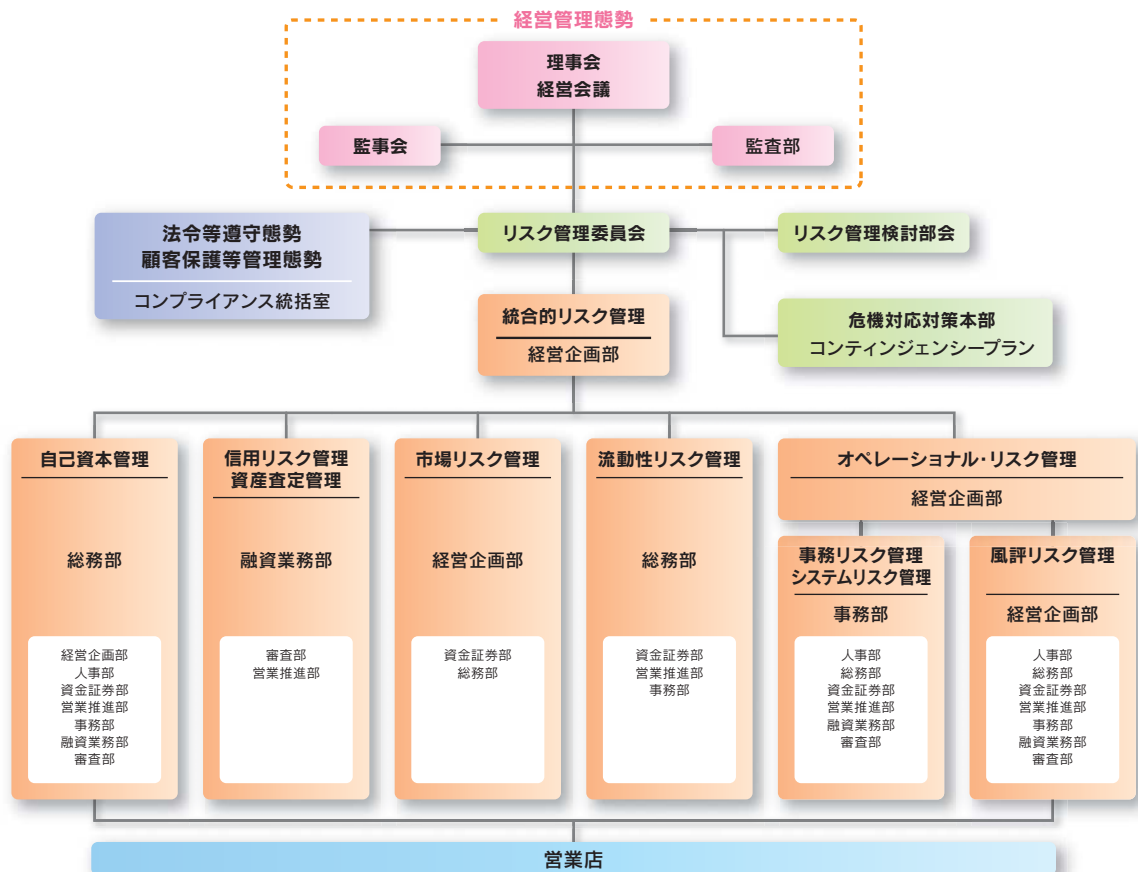 経営管理態勢
理事会
経営会議
監事会
監査部
法令等遵守態勢
顧客保護等管理態勢
コンプライアンス統括室
リスク管理委員会
リスク管理検討部会
危機対応対策本部
コンティンジェンシープラン
統合的リスク管理
経営企画部
自己資本管理
総務部
経営企画部
人事部
資金証券部
営業推進部
事務部
融資業務部
審査部
信用リスク管理
資産査定管理
融資業務部
審査部
営業推進部
市場リスク管理
経営企画部
資金証券部
総務部
流動性リスク管理
総務部
資金証券部
営業推進部
事務部
オペレーショナル・リスク管理
経営企画部
事務リスク管理
システムリスク管理
事務部
人事部
総務部
資金証券部
営業推進部
融資業務部
審査部
風評リスク管理
経営企画部
人事部
総務部
資金証券部
営業推進部
事務部
融資業務部
審査部
営業店